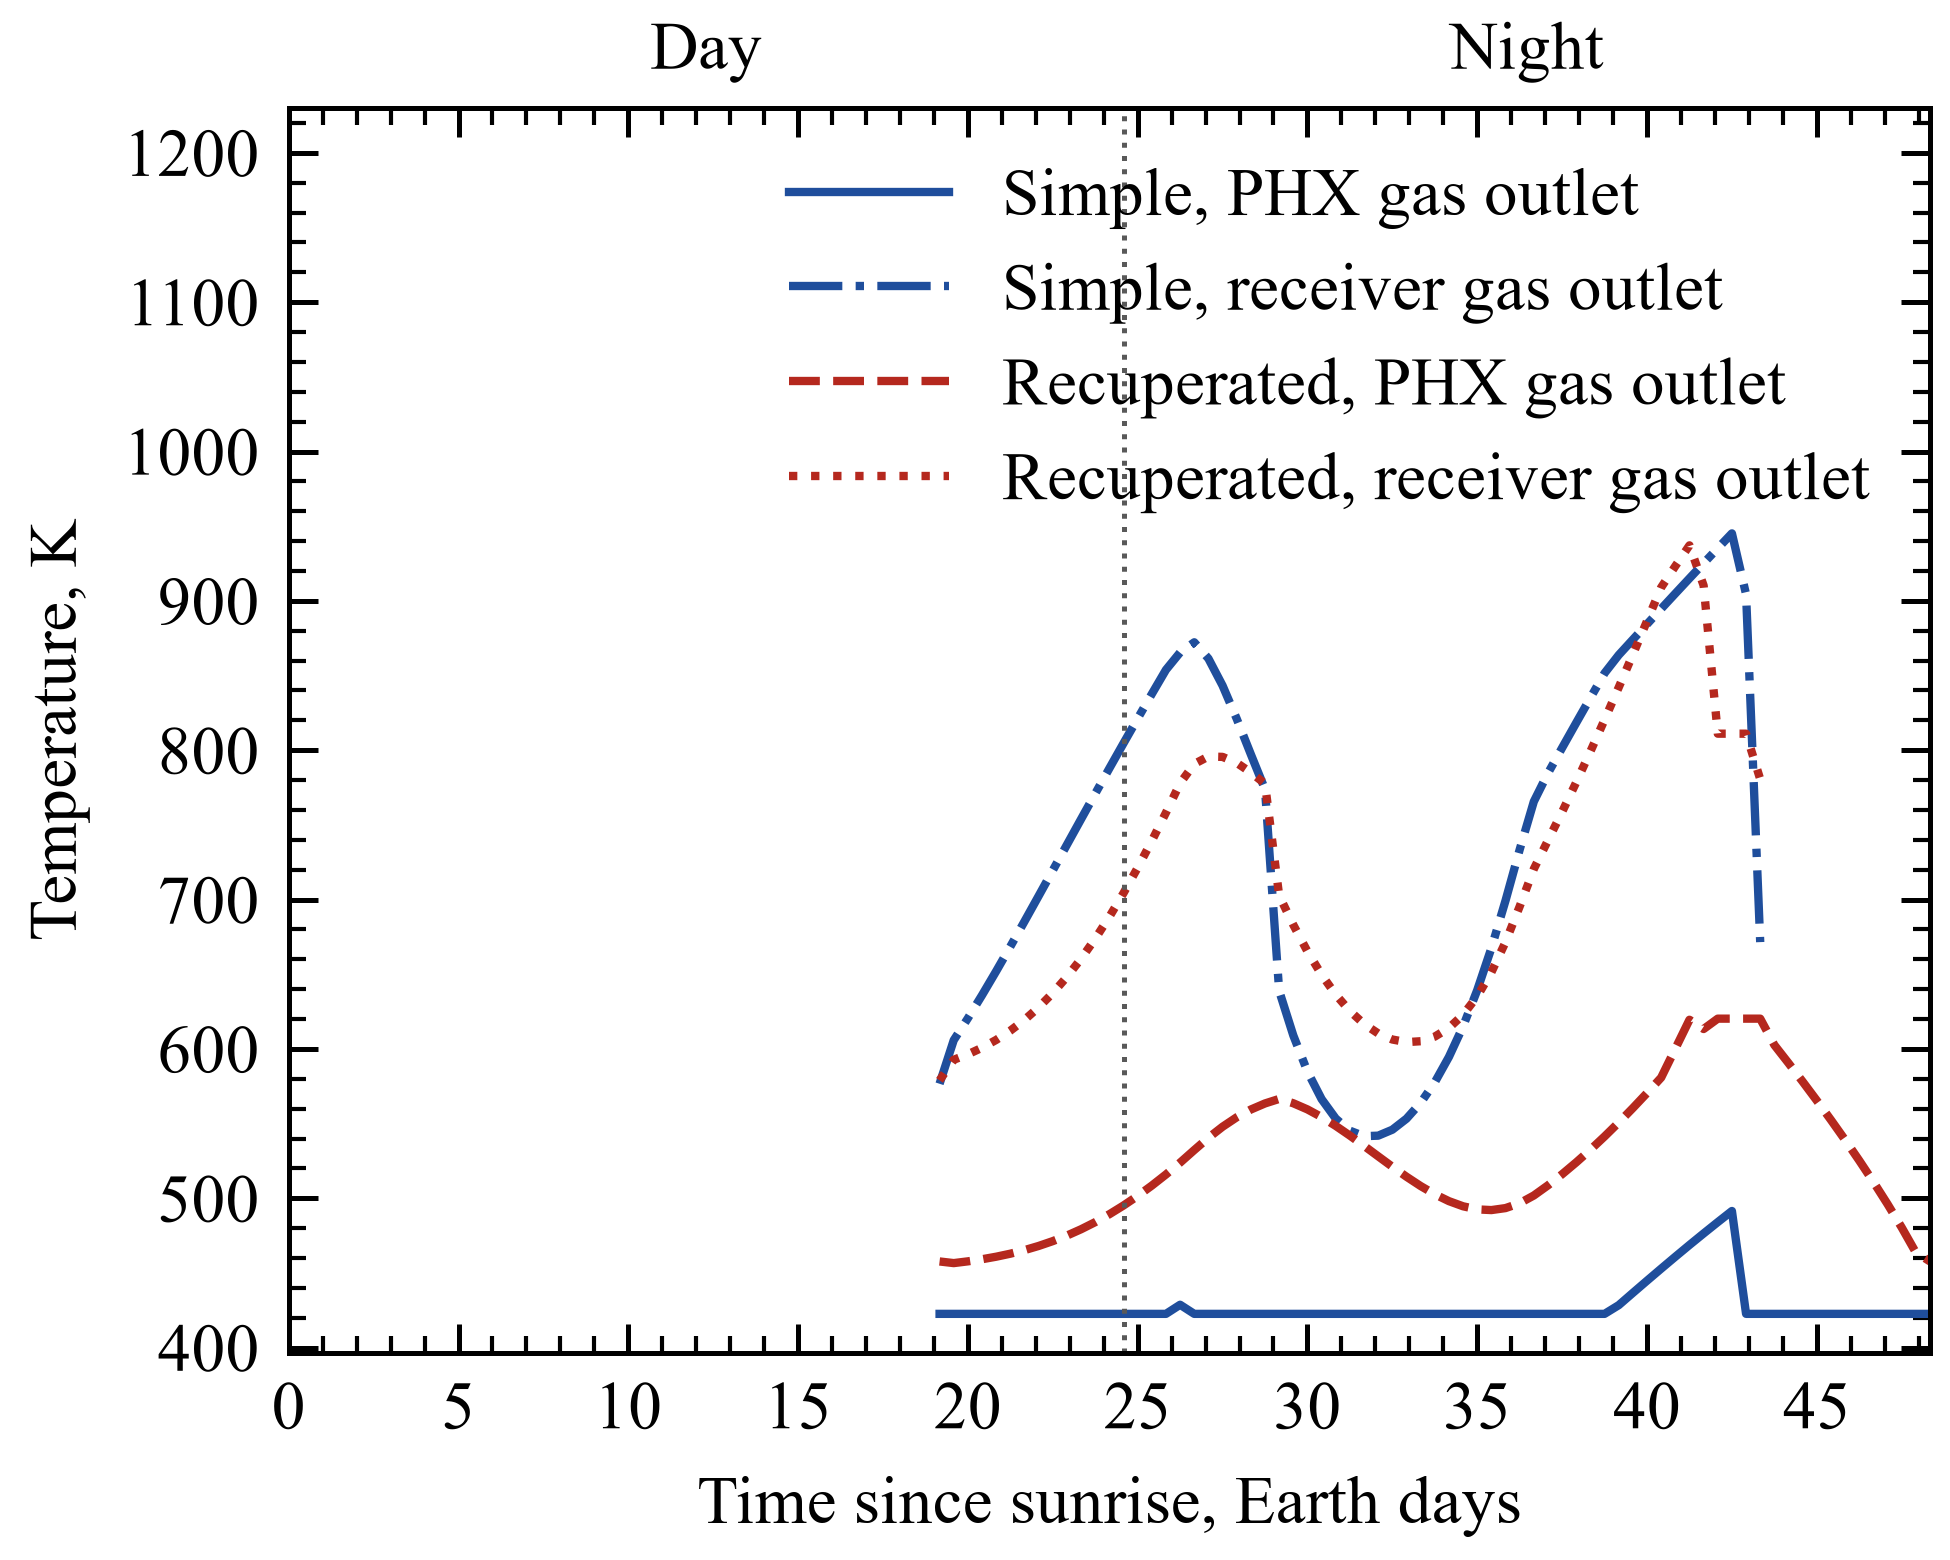 Day Night
1200
1100
1000
900
800
700
600
500
400
Temperature, K
Simple, PHX gas outlet
Simple, receiver gas outlet
Recuperated, PHX gas outlet
Recuperated, receiver gas outlet
0 5 10 15 20 25 30 35 40 45
Time since sunrise, Earth days